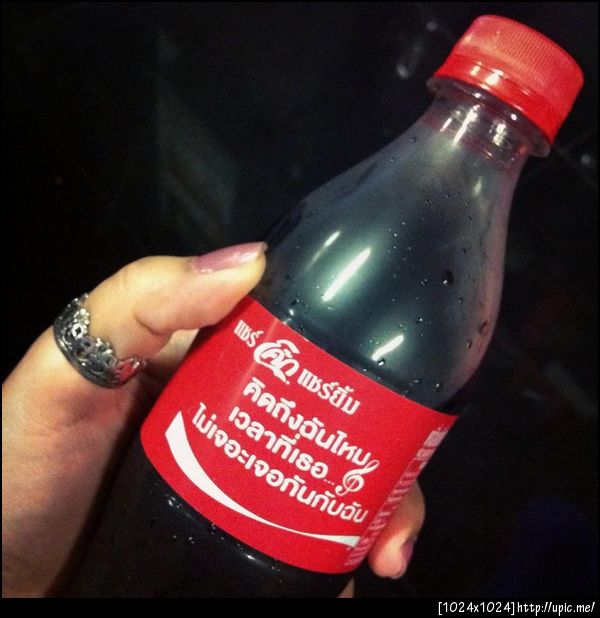 แชร์ โค้ก แชร์ยิ้ม
คิดถึงฉันไหม
เวลาที่เธอ...
ไม่เจอะเจอกันกับฉัน
[1024x1024]http://upic.me/